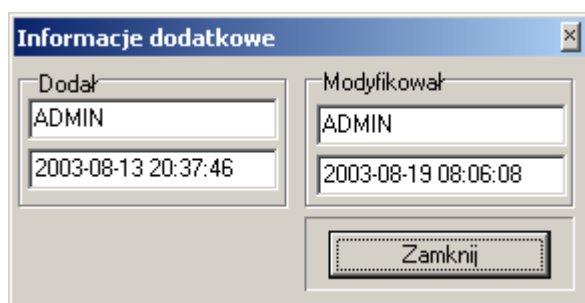 Informacje dodatkowe
Dodał
ADMIN
2003-08-13 20:37:46
Modyfikował
ADMIN
2003-08-19 08:06:08
Zamknij